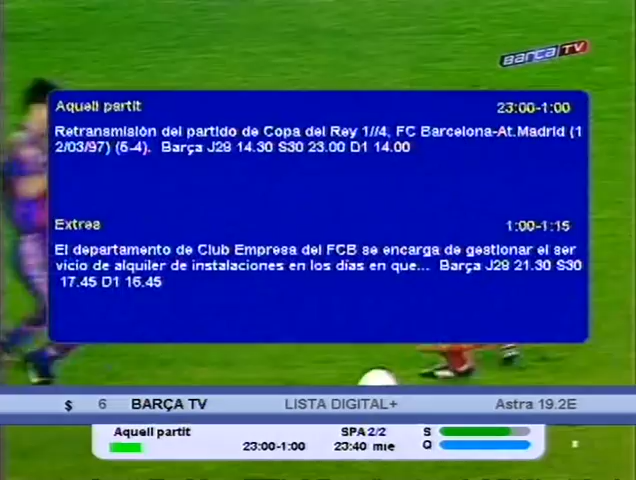 BARÇA TV
Aquell partit 23:00-1:00
Retransmisión del partido de Copa del Rey 1//4, FC Barcelona-At.Madrid (1
2/03/97) (5-4). Barça J29 14.30 S30 23.00 D1 14.00
Extres 1:00-1:15
El departamento de Club Empresa del FCB se encarga de gestionar el ser
vicio de alquiler de instalaciones en los días en que... Barça J29 21.30 S30
17.45 D1 16.45
$ 6 BARÇA TV LISTA DIGITAL+ Astra 19.2E
Aquell partit SPA 2/2 S
23:00-1:00 23:40 mie Q